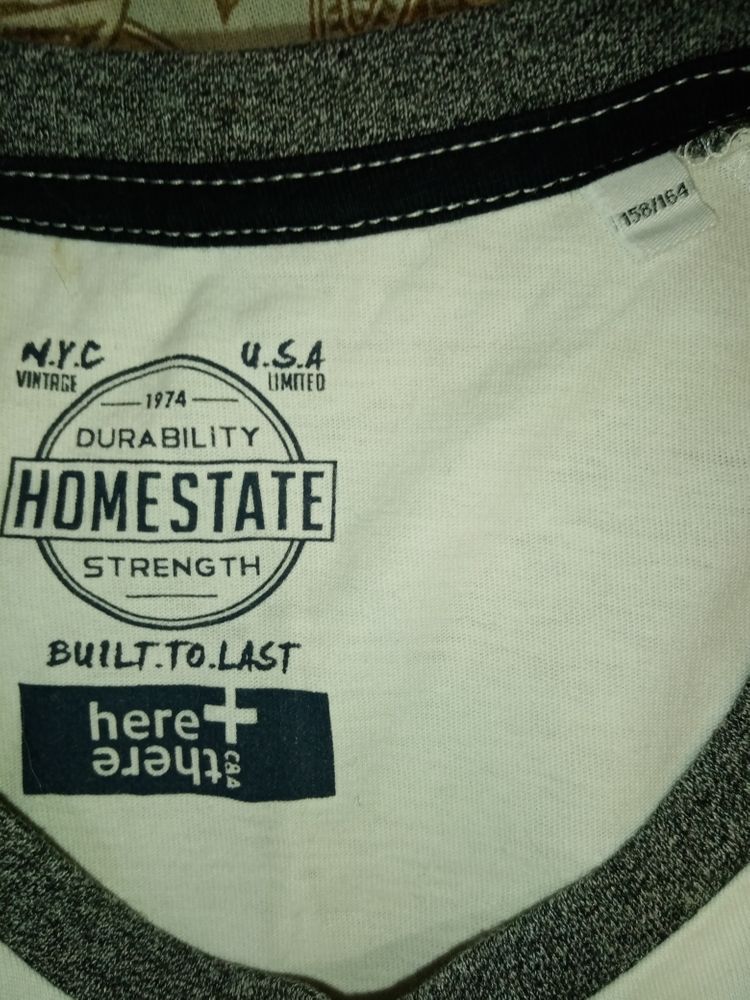 158/164
N.Y.C
VINTAGE
U.S.A
LIMITED
1974
DURABILITY
HOMESTATE
STRENGTH
BUILT.TO.LAST
here+
there
C&A